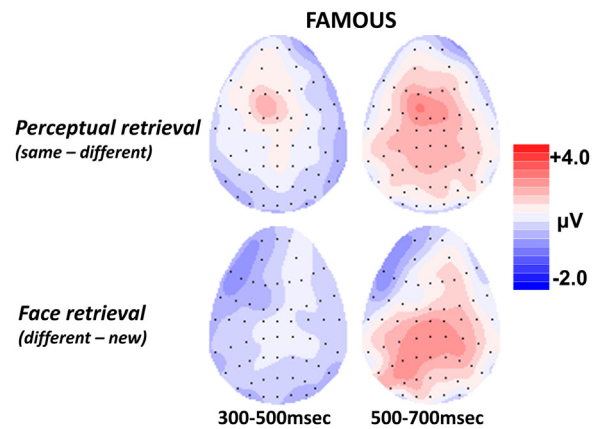 FAMOUS
Perceptual retrieval
(same – different)
+4.0
µV
-2.0
Face retrieval
(different – new)
300-500msec
500-700msec